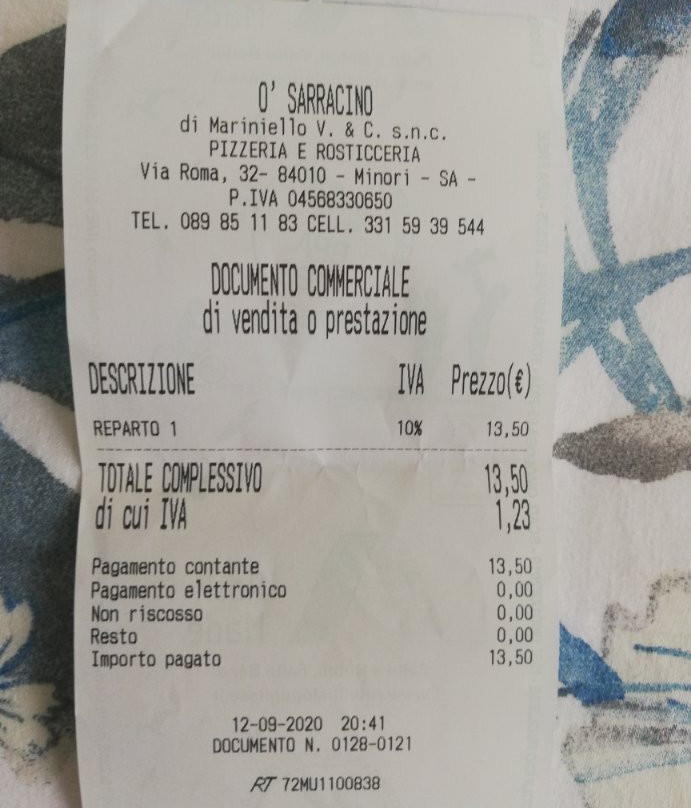 O' SARRACINO
di Mariniello V. & C. s.n.c.
PIZZERIA E ROSTICCERIA
Via Roma, 32- 84010 - Minori - SA -
P.IVA 04568330650
TEL. 089 85 11 83 CELL. 331 59 39 544
DOCUMENTO COMMERCIALE
di vendita o prestazione
DESCRIZIONE IVA Prezzo(€)
REPARTO 1 10% 13,50
TOTALE COMPLESSIVO 13,50
di cui IVA 1,23
Pagamento contante 13,50
Pagamento elettronico 0,00
Non riscosso 0,00
Resto 0,00
Importo pagato 13,50
12-09-2020 20:41
DOCUMENTO N. 0128-0121
RT 72MU1100838